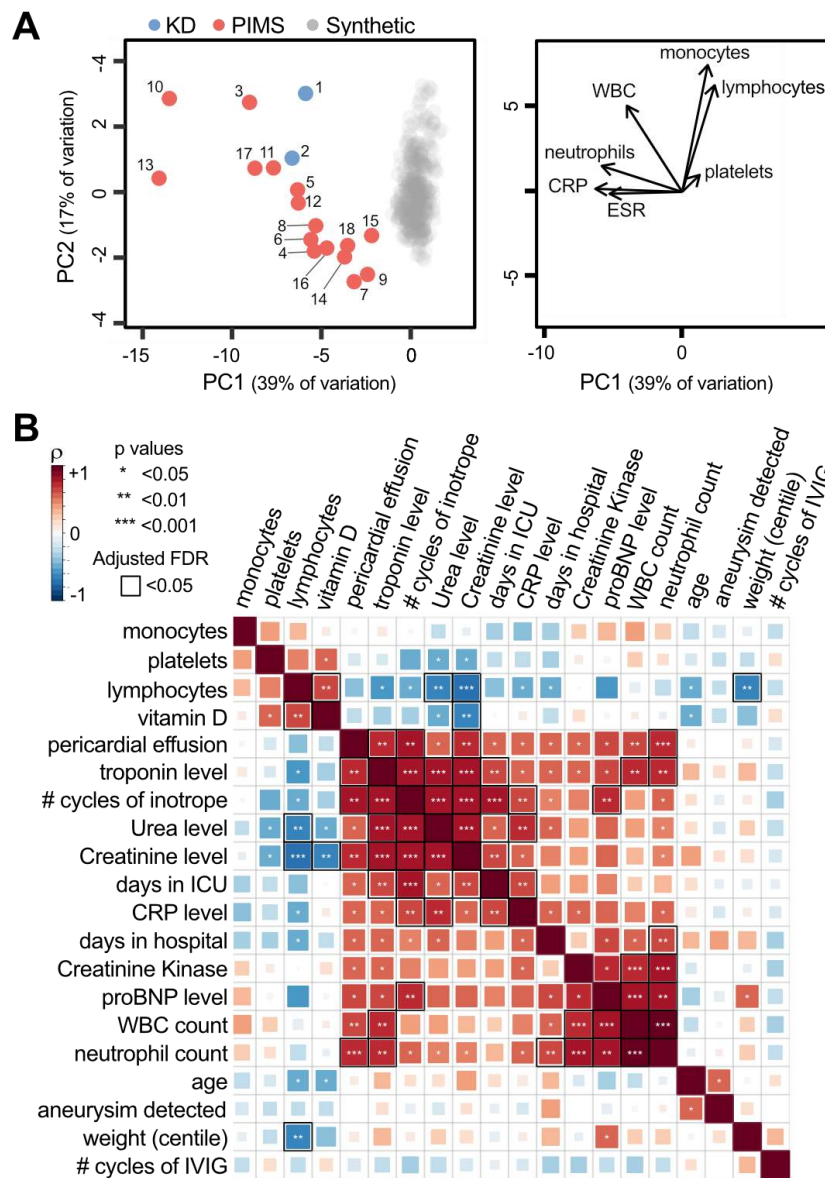 A
KD PIMS Synthetic
-4
2
0
-2
-4
PC2 (17% of variation)
-15 -10 -5 0
PC1 (39% of variation)
10
3
1
13
17
11
2
5
12
8
6
4
16
14
18
15
7
9
5
0
-5
-10 0
PC1 (39% of variation)
monocytes
lymphocytes
WBC
neutrophils
platelets
CRP
ESR
B
ρ
+1
0
-1
p values
* <0.05
** <0.01
*** <0.001
Adjusted FDR
<0.05
monocytes
platelets
lymphocytes
vitamin D
pericardial effusion
troponin level
# cycles of inotrope
Urea level
Creatinine level
days in ICU
CRP level
days in hospital
Creatinine Kinase
proBNP level
WBC count
neutrophil count
age
aneurysim detected
weight (centile)
# cycles of IVIG
monocytes
platelets * * *
lymphocytes ** * * ** *** * * * **
vitamin D * ** * ** *
pericardial effusion ** ** * ** * * * * * ** ***
troponin level * ** *** *** *** ** * * * * ** **
# cycles of inotrope * * ** *** *** *** *** ** * ** *
Urea level * ** * * *** *** *** * ** * *
Creatinine level * *** ** ** *** *** *** ** * *
days in ICU * ** *** * ** **
CRP level * * * ** ** * ** * * *
days in hospital * * * * * * * * **
Creatinine Kinase * * * * *** ***
proBNP level * * ** * * *** ** *
WBC count ** ** * *** *** ***
neutrophil count *** ** * * * * ** *** ** ***
age * * *
aneurysim detected *
weight (centile) ** *
# cycles of IVIG